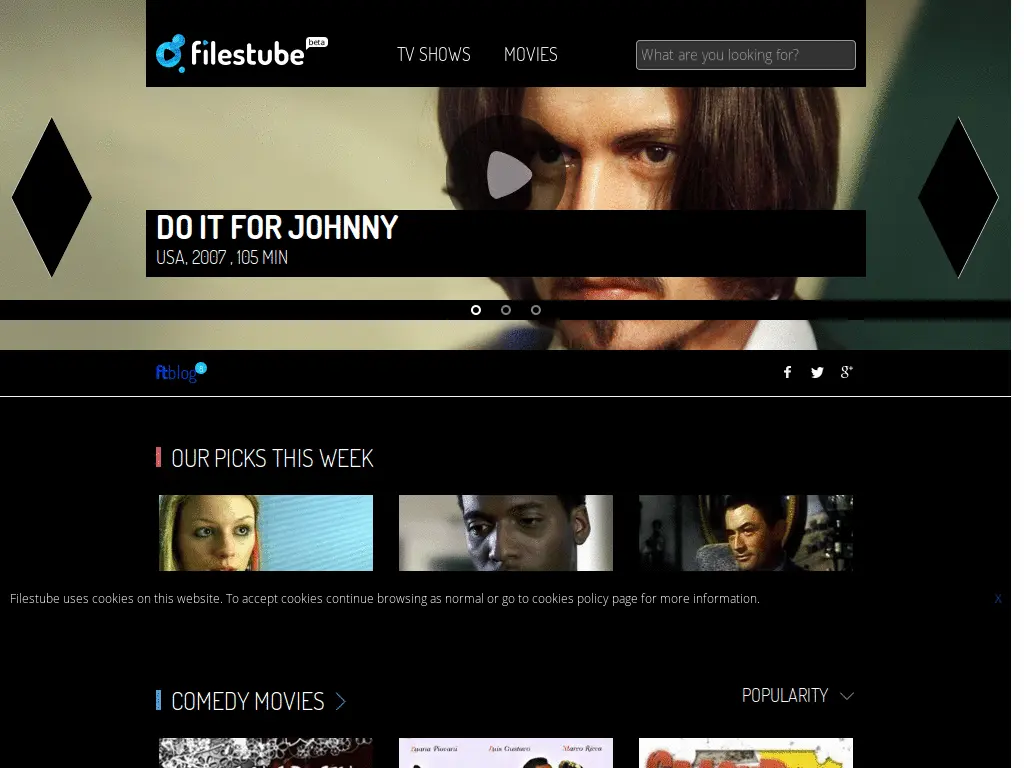 filestube beta
TV SHOWS
MOVIES
What are you looking for?
DO IT FOR JOHNNY
USA, 2007 , 105 MIN
ftblog
OUR PICKS THIS WEEK
Filestube uses cookies on this website. To accept cookies continue browsing as normal or go to cookies policy page for more information.
X
COMEDY MOVIES
POPULARITY
Luana Piovani
Luis Gustavo
Marco Ricca